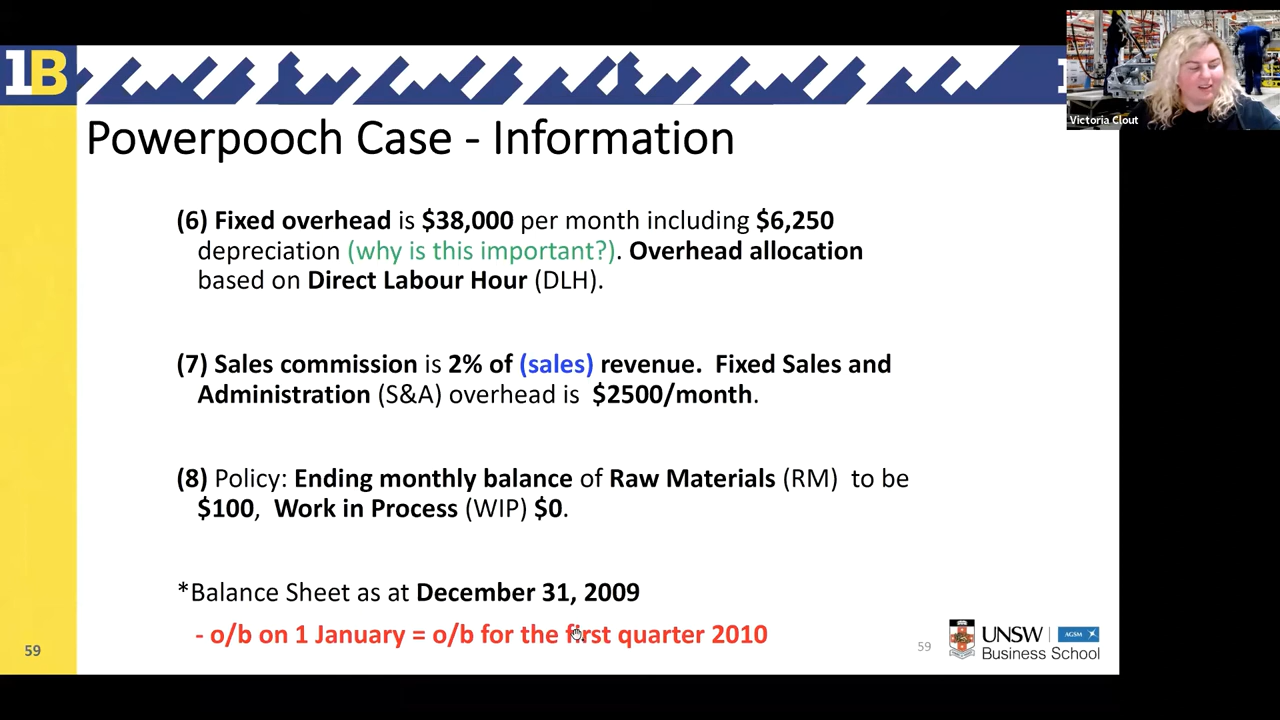 1B
Victoria Clout
Powerpooch Case - Information
(6) Fixed overhead is $38,000 per month including $6,250
depreciation (why is this important?). Overhead allocation
based on Direct Labour Hour (DLH).
(7) Sales commission is 2% of (sales) revenue. Fixed Sales and
Administration (S&A) overhead is $2500/month.
(8) Policy: Ending monthly balance of Raw Materials (RM) to be
$100, Work in Process (WIP) $0.
*Balance Sheet as at December 31, 2009
- o/b on 1 January = o/b for the first quarter 2010
59
59
UNSW
AGSM
Business School